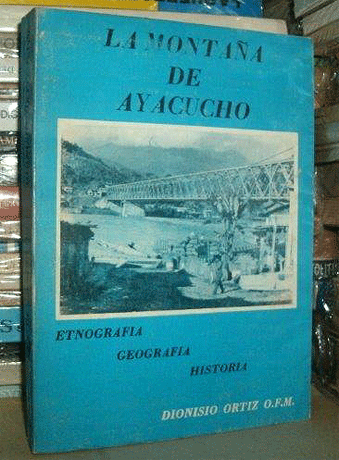 LA MONTAÑA
DE
AYACUCHO
ETNOGRAFIA
GEOGRAFIA
HISTORIA
DIONISIO ORTIZ O.F.M.